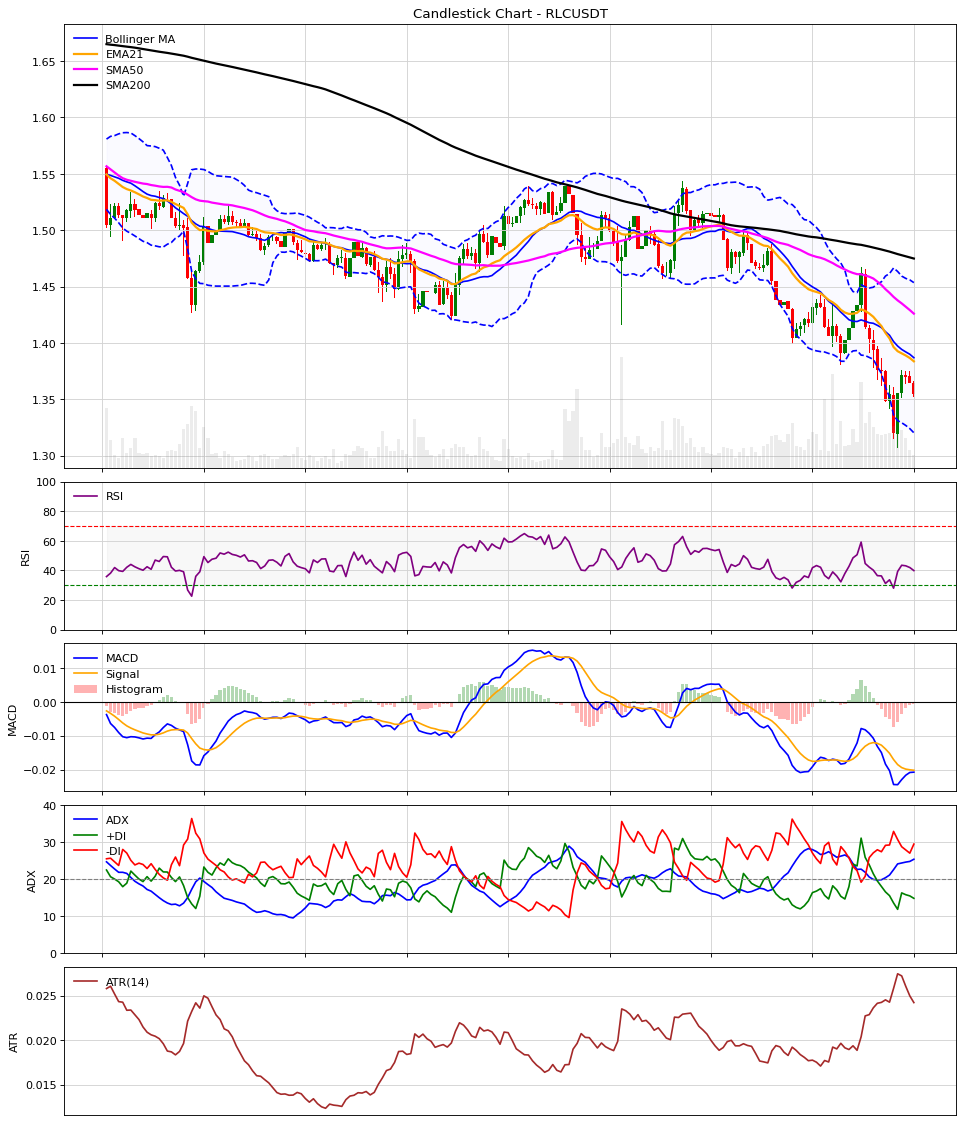 Candlestick Chart - RLCUSDT
Bollinger MA
EMA21
SMA50
SMA200
1.65
1.60
1.55
1.50
1.45
1.40
1.35
1.30
RSI
100
80
60
40
20
0
RSI
MACD
Signal
Histogram
0.01
0.00
−0.01
−0.02
MACD
ADX
+DI
-DI
40
30
20
10
0
ADX
ATR(14)
0.025
0.020
0.015
ATR